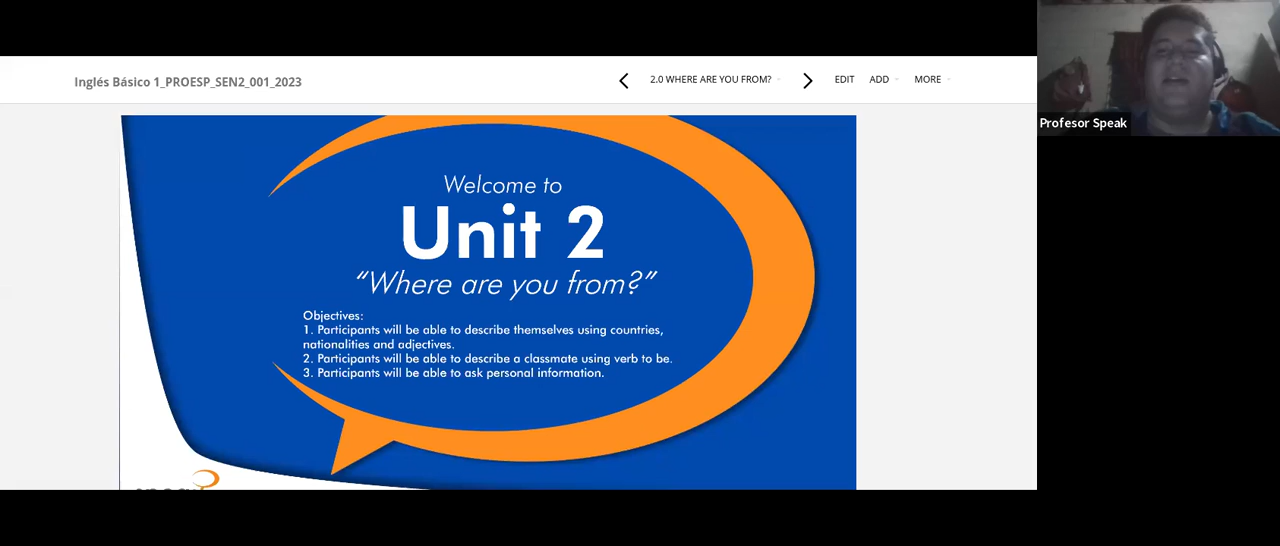 Inglés Básico 1_PROESP_SEN2_001_2023
2.0 WHERE ARE YOU FROM?
EDIT
ADD
MORE
Profesor Speak
Welcome to
Unit 2
“Where are you from?”
Objectives:
1. Participants will be able to describe themselves using countries,
nationalities and adjectives.
2. Participants will be able to describe a classmate using verb to be.
3. Participants will be able to ask personal information.